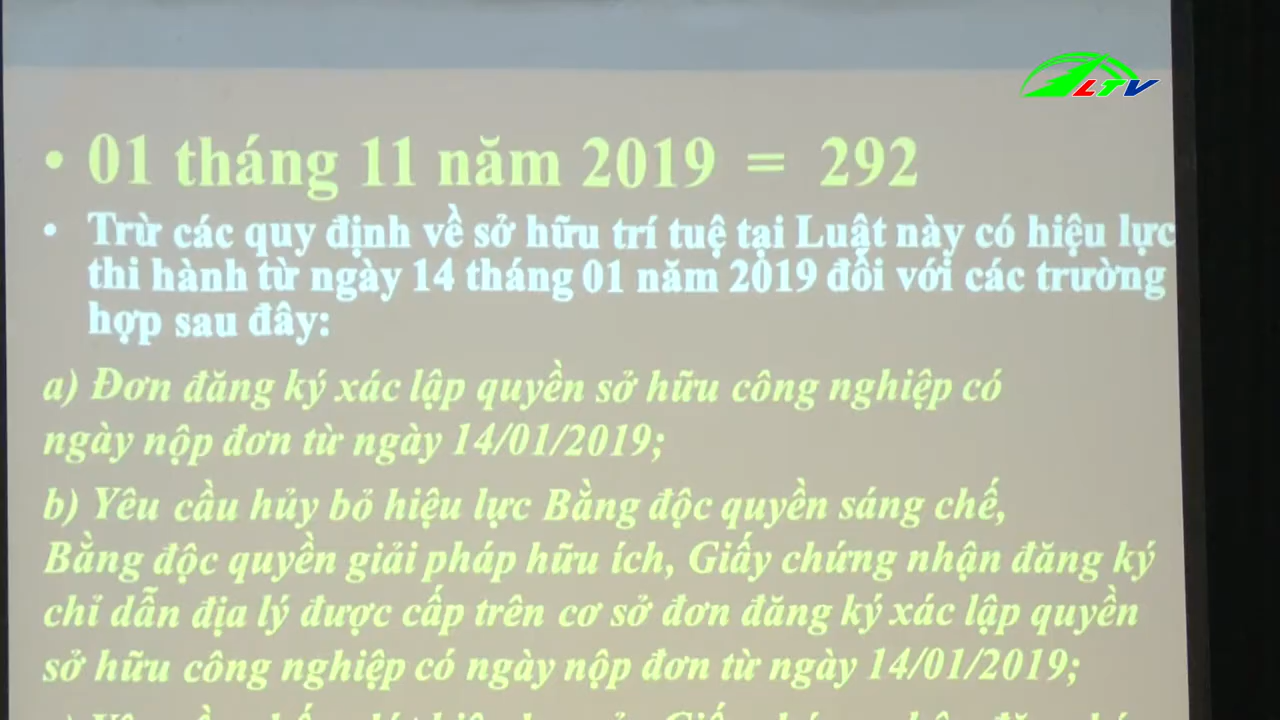 LTV
• 01 tháng 11 năm 2019 = 292
• Trừ các quy định về sở hữu trí tuệ tại Luật này có hiệu lực
thi hành từ ngày 14 tháng 01 năm 2019 đối với các trường
hợp sau đây:
a) Đơn đăng ký xác lập quyền sở hữu công nghiệp có
ngày nộp đơn từ ngày 14/01/2019;
b) Yêu cầu hủy bỏ hiệu lực Bằng độc quyền sáng chế,
Bằng độc quyền giải pháp hữu ích, Giấy chứng nhận đăng ký
chỉ dẫn địa lý được cấp trên cơ sở đơn đăng ký xác lập quyền
sở hữu công nghiệp có ngày nộp đơn từ ngày 14/01/2019;